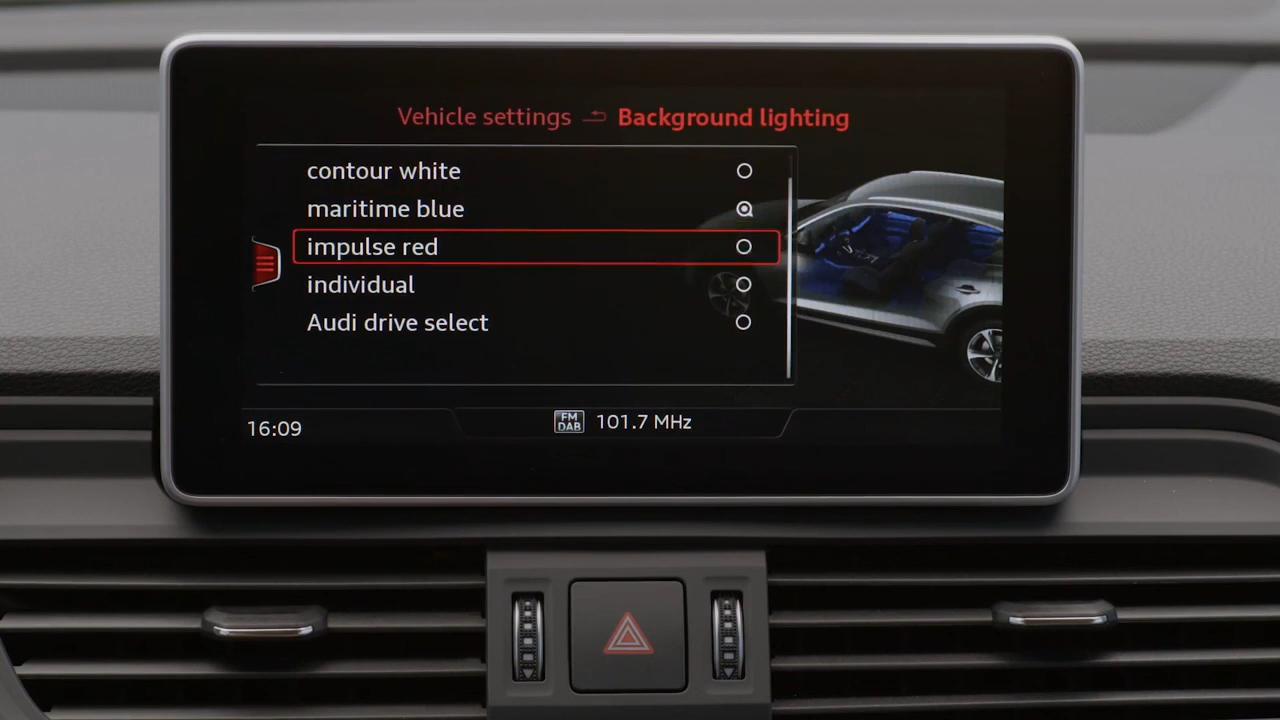 Vehicle settings Background lighting
contour white
maritime blue
impulse red
individual
Audi drive select
16:09
FM
DAB
101.7 MHz